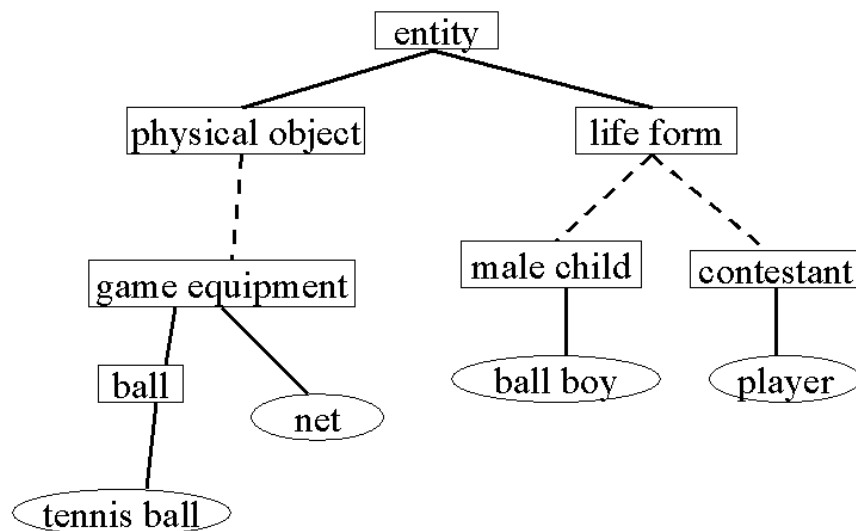 entity
physical object
life form
game equipment
male child
contestant
ball
net
ball boy
player
tennis ball